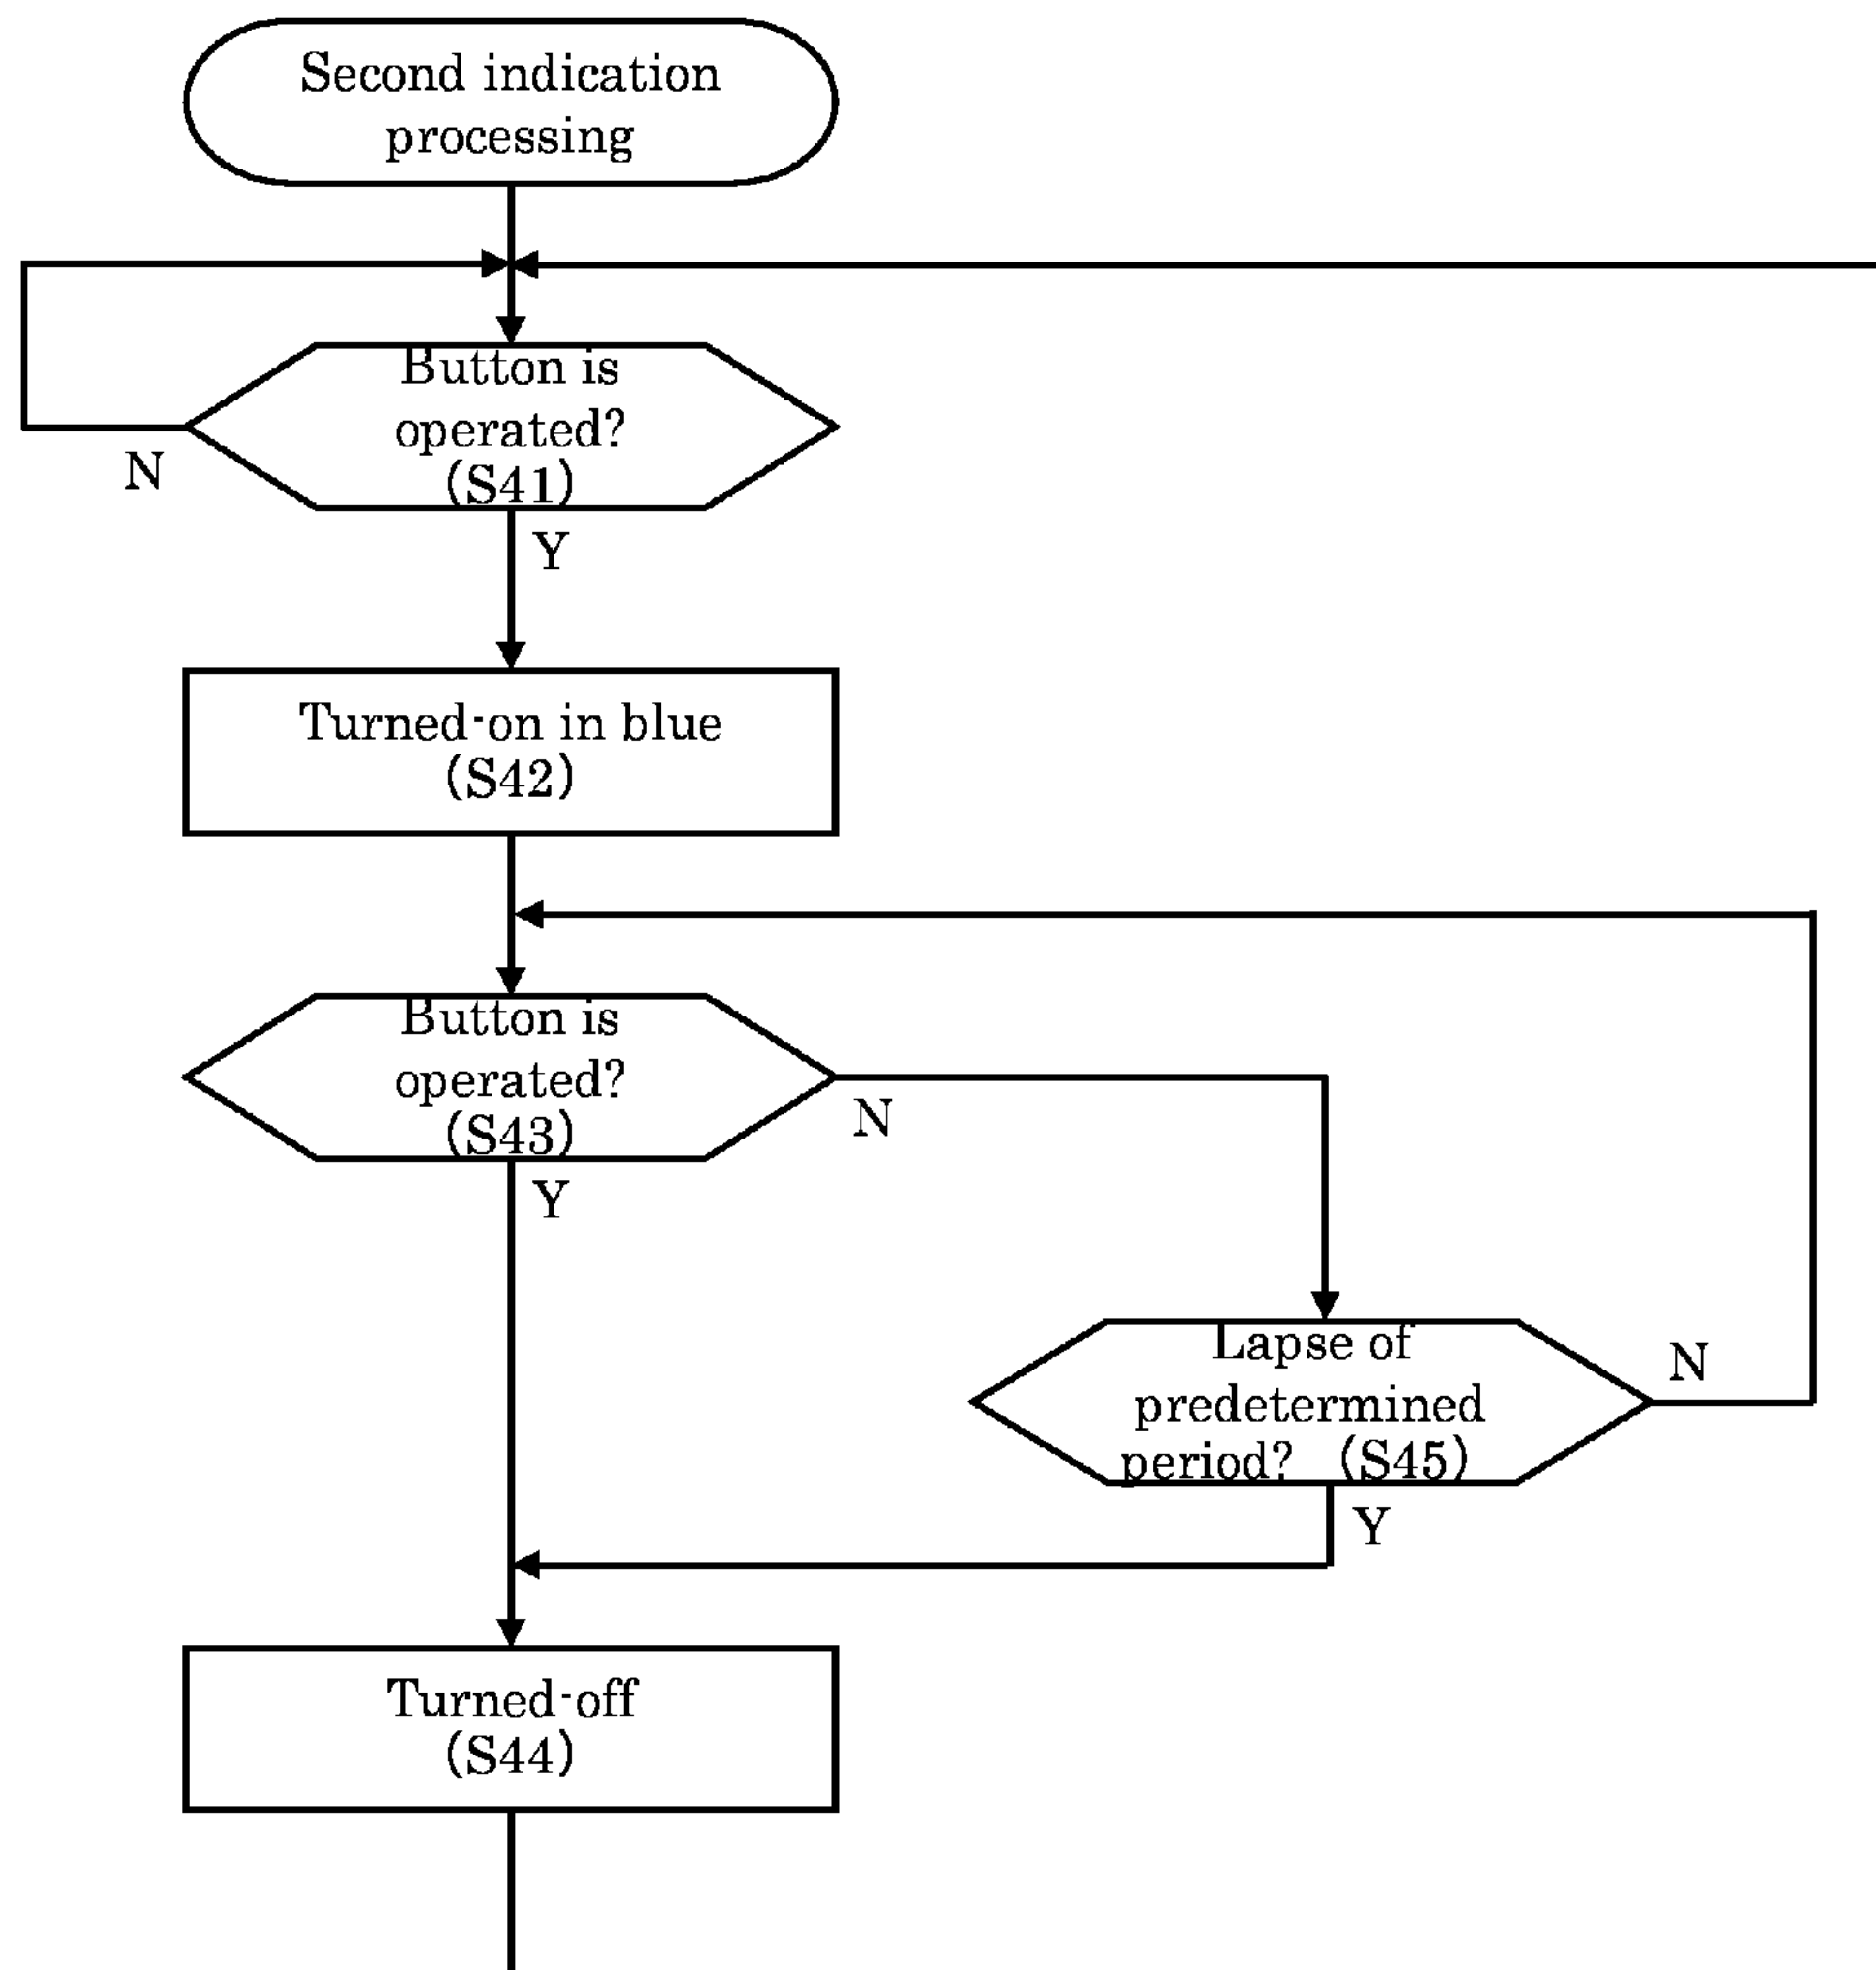 Second indication
processing
Button is
operated?
(S41)
N
Y
Turned-on in blue
(S42)
Button is
operated?
(S43)
N
Y
Lapse of
predetermined
period? (S45)
N
Y
Turned-off
(S44)